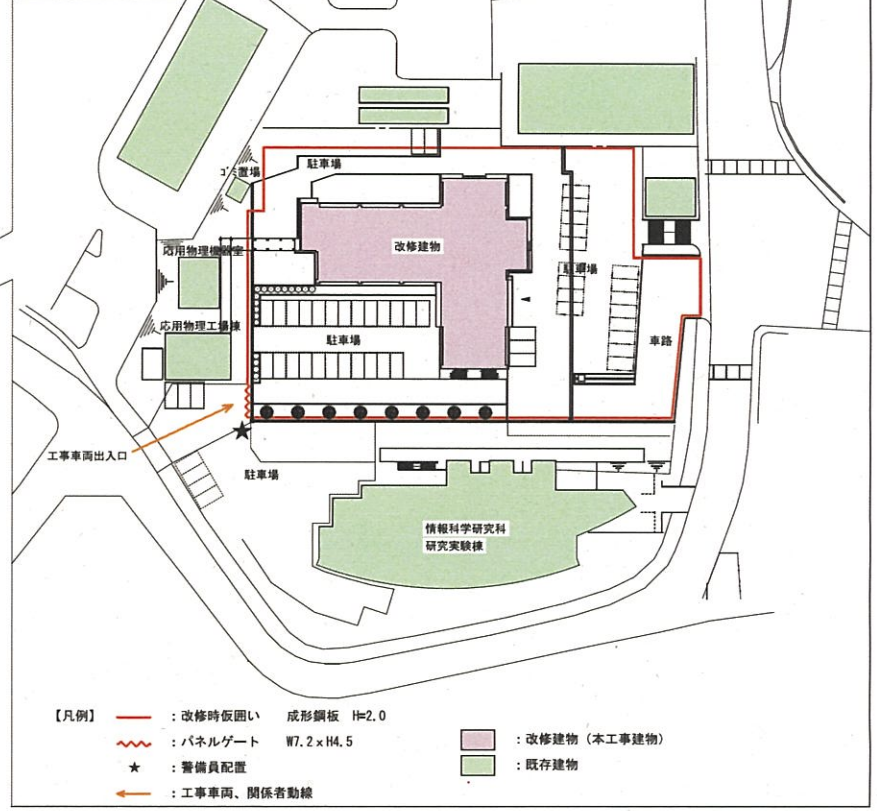 駐車場
ゴミ置場
応用物理機器室
改修建物
駐車場
応用物理工場棟
駐車場
車路
工事車両出入口
駐車場
情報科学研究科
研究実験棟
【凡例】
：改修時仮囲い 成形鋼板 H=2.0
：パネルゲート W7.2×H4.5
：警備員配置
：工事車両、関係者動線
：改修建物（本工事建物）
：既存建物